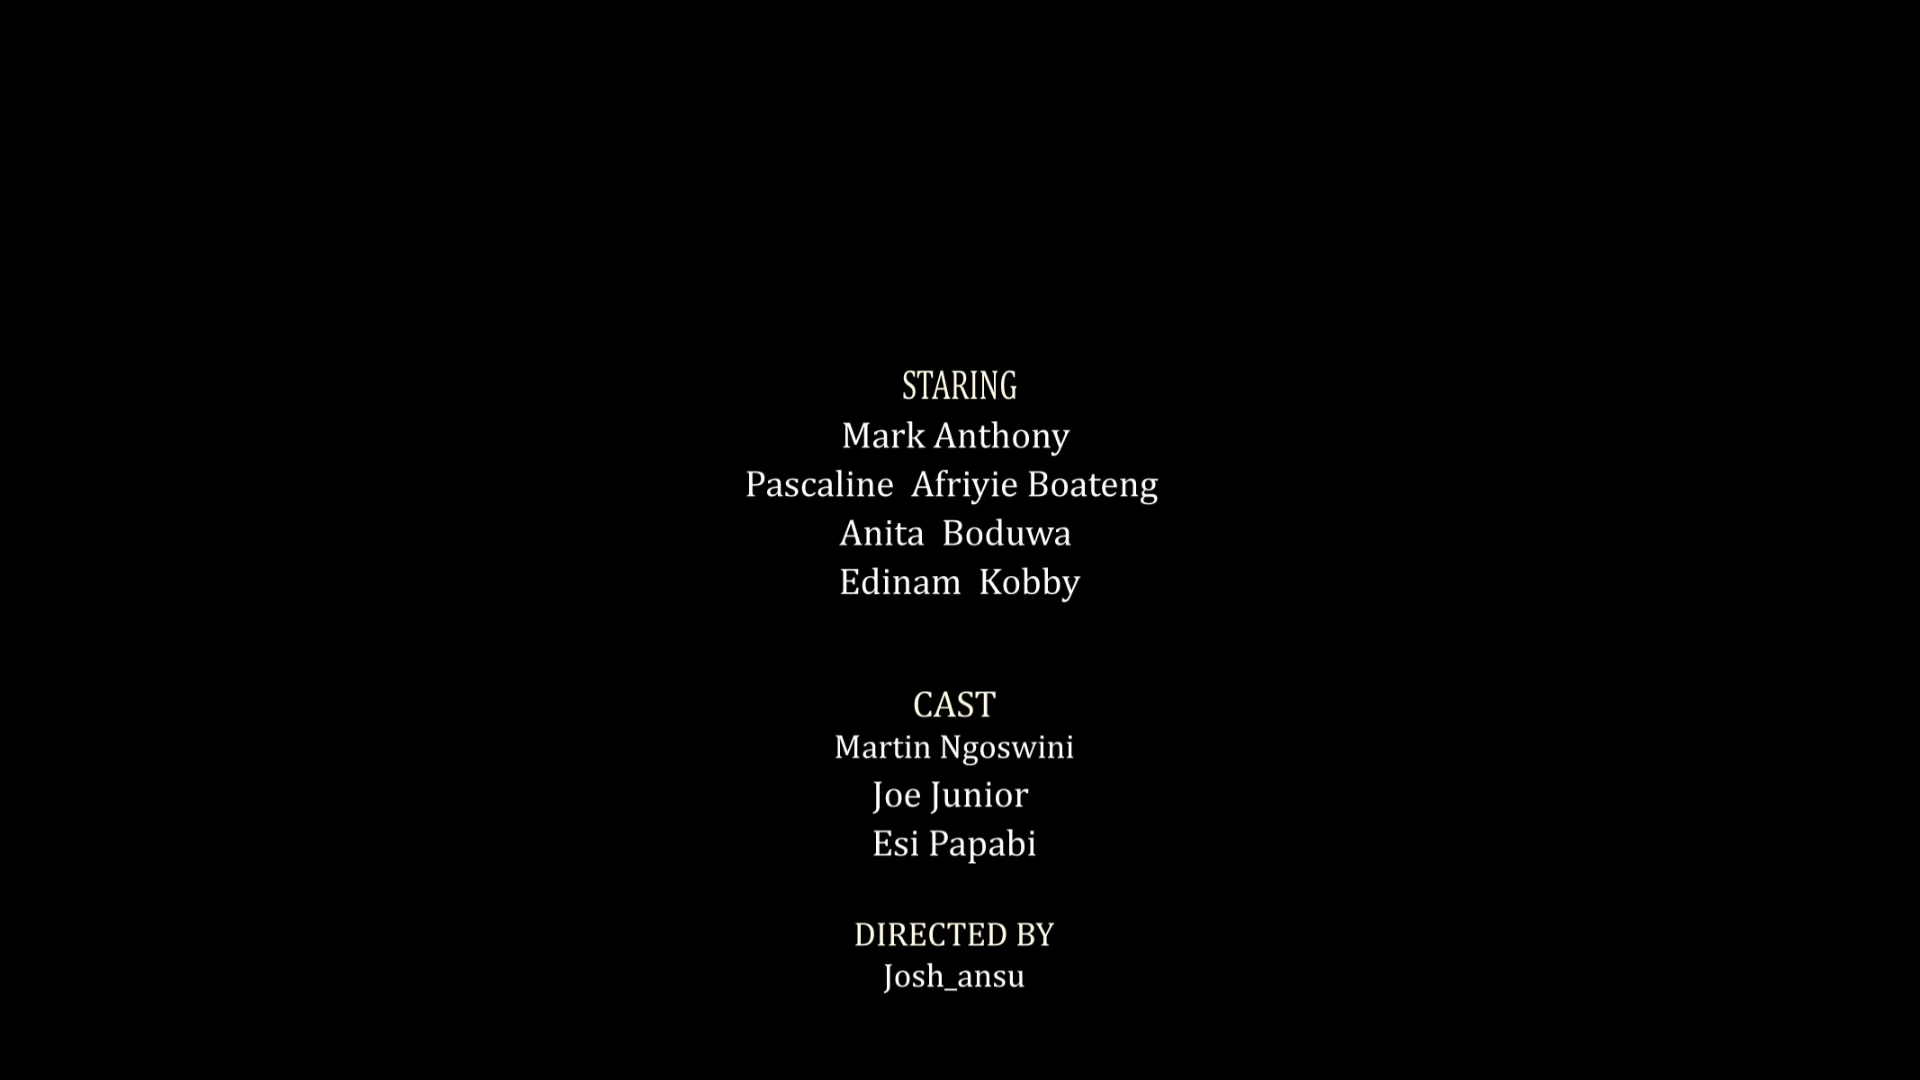 STARING
Mark Anthony
Pascaline  Afriyie Boateng
Anita  Boduwa
Edinam  Kobby
CAST
Martin Ngoswini
Joe Junior
Esi Papabi
DIRECTED BY
Josh_ansu